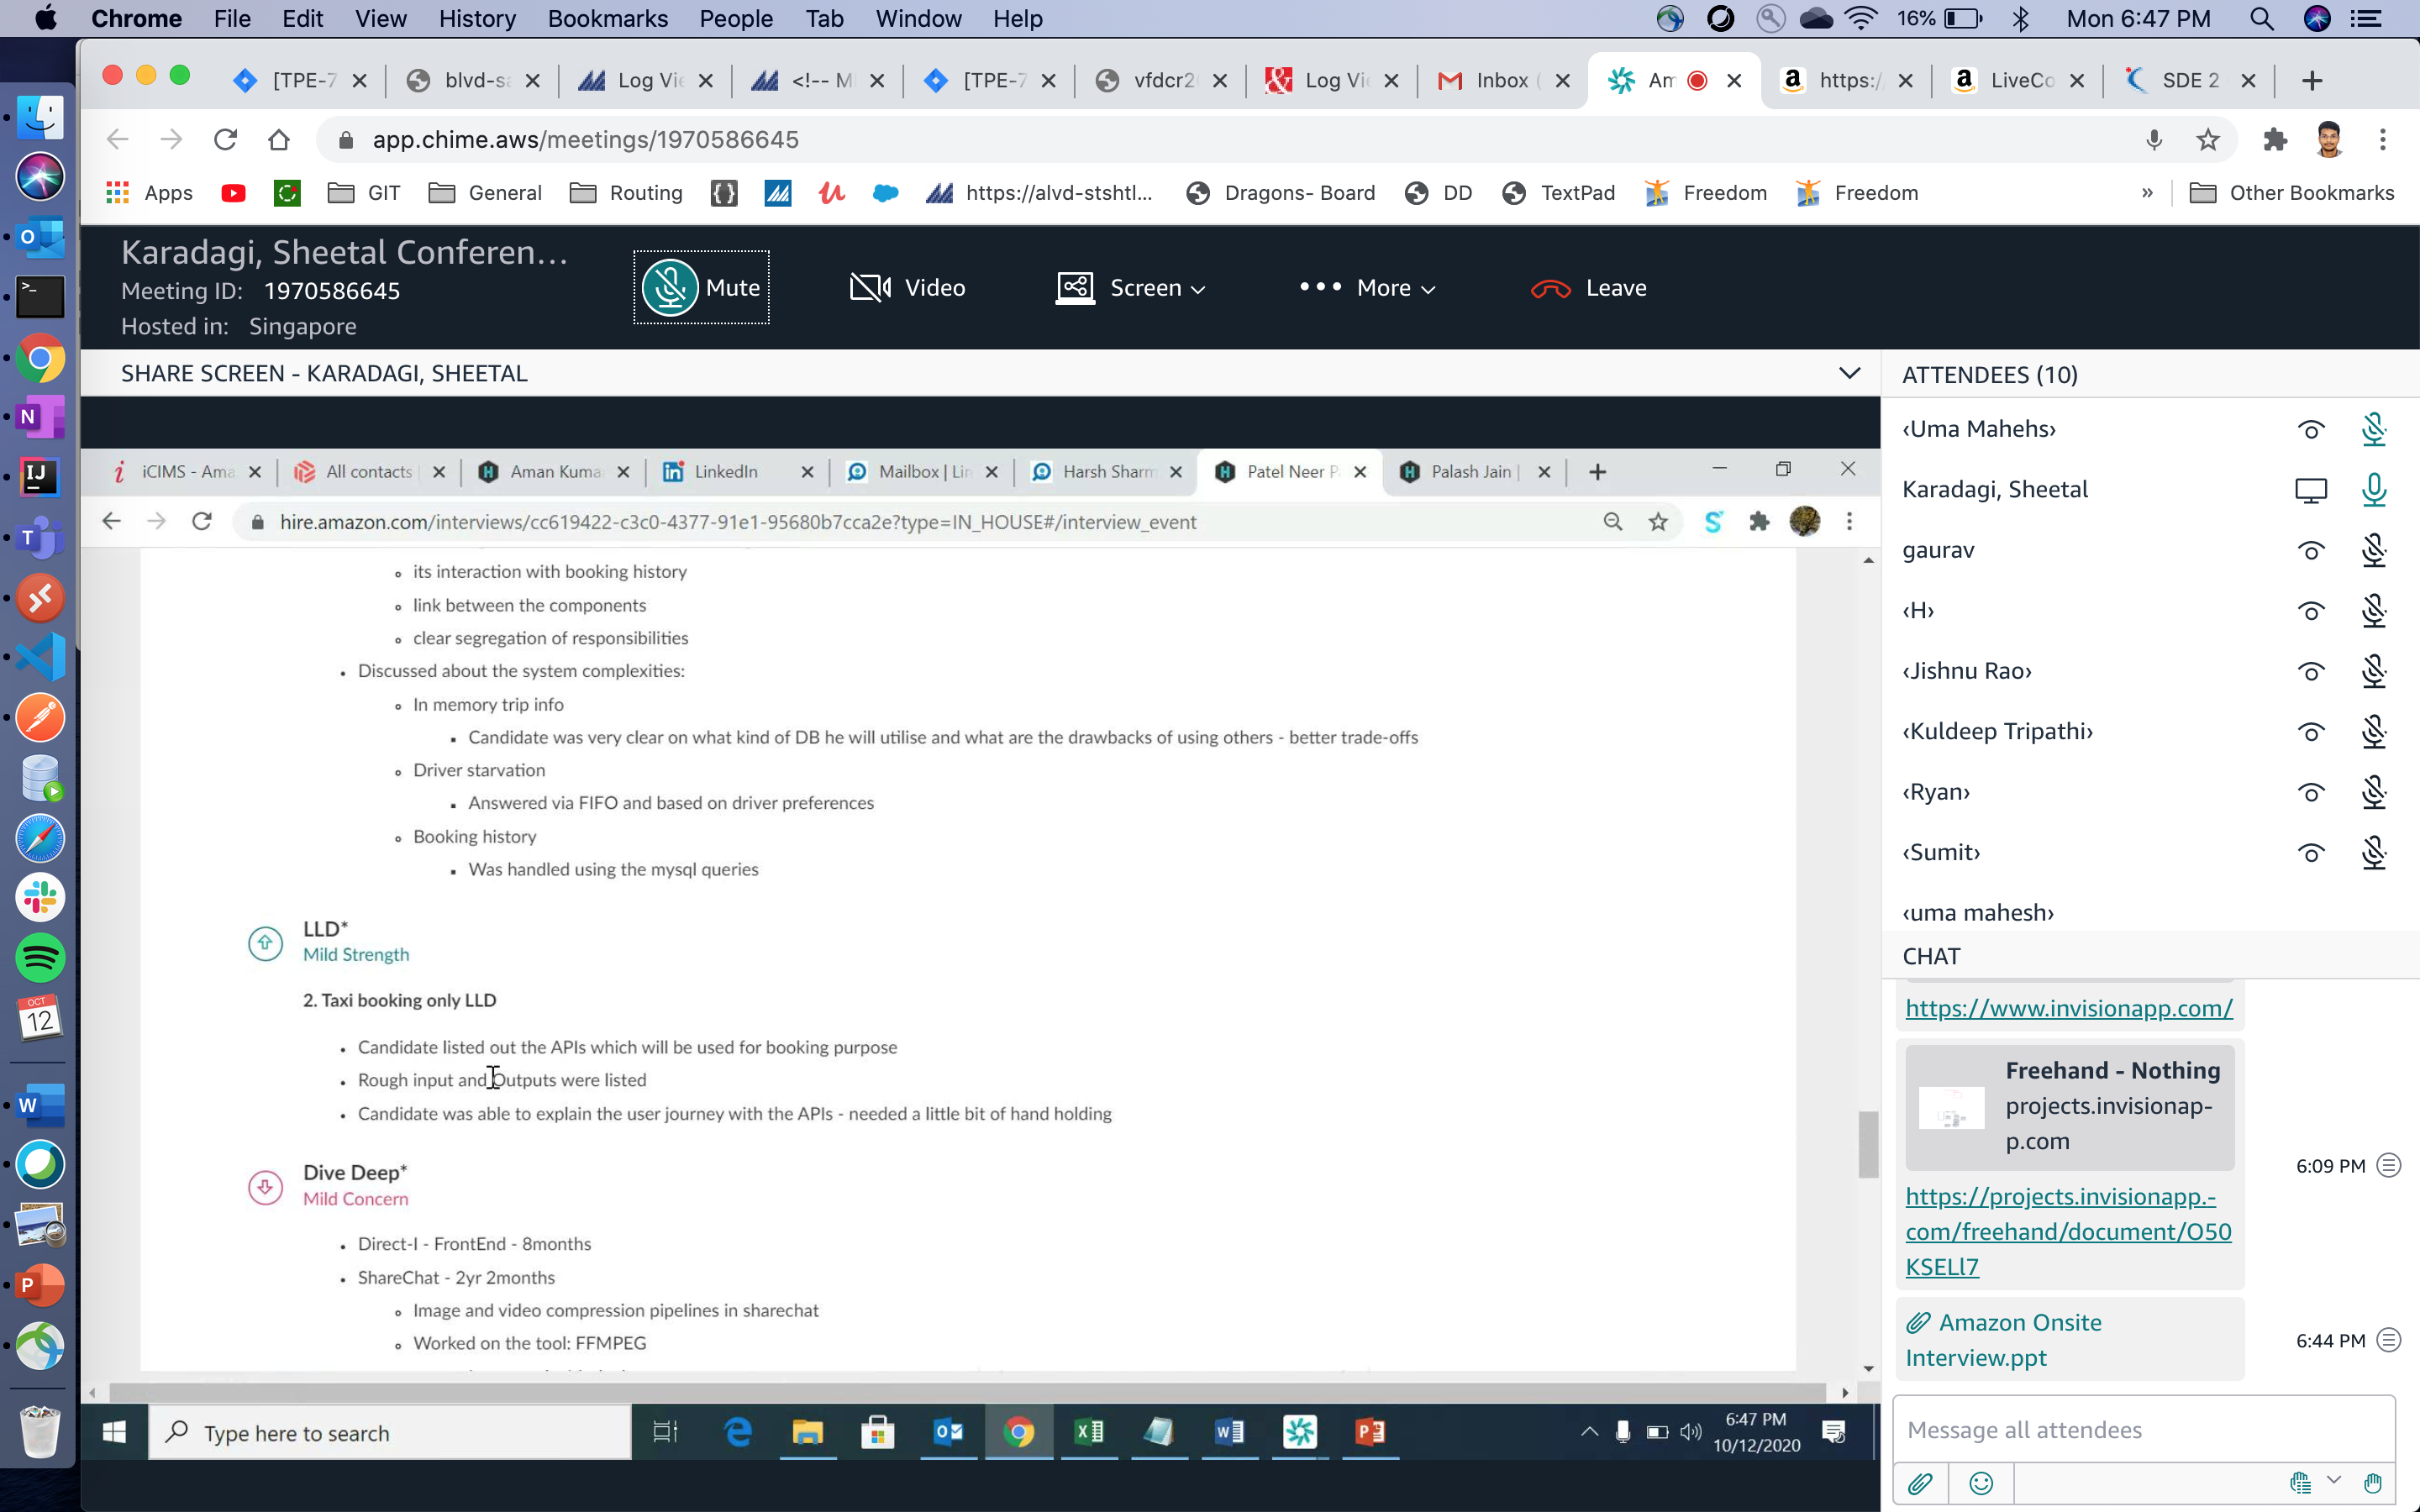 Chrome File Edit View History Bookmarks People Tab Window Help 16% Mon 6:47 PM
[TPE-7 blvd-sa Log Vie <!-- M [TPE-7 vfdcr2 Log Vi Inbox ( Am https:/ LiveCo SDE 2
app.chime.aws/meetings/1970586645
Apps GIT General Routing https://alvd-stshtl... Dragons- Board DD TextPad Freedom Freedom » Other Bookmarks
Karadagi, Sheetal Conferen...
Meeting ID: 1970586645
Hosted in: Singapore
Mute Video Screen More Leave
SHARE SCREEN - KARADAGI, SHEETAL
iCIMS - Ama All contacts Aman Kuma LinkedIn Mailbox | Lin Harsh Sharm Patel Neer P Palash Jain |
hire.amazon.com/interviews/cc619422-c3c0-4377-91e1-95680b7cca2e?type=IN_HOUSE#/interview_event
its interaction with booking history
link between the components
clear segregation of responsibilities
Discussed about the system complexities:
In memory trip info
Candidate was very clear on what kind of DB he will utilise and what are the drawbacks of using others - better trade-offs
Driver starvation
Answered via FIFO and based on driver preferences
Booking history
Was handled using the mysql queries
LLD*
Mild Strength
2. Taxi booking only LLD
Candidate listed out the APIs which will be used for booking purpose
Rough input and Outputs were listed
Candidate was able to explain the user journey with the APIs - needed a little bit of hand holding
Dive Deep*
Mild Concern
Direct-I - FrontEnd - 8months
ShareChat - 2yr 2months
Image and video compression pipelines in sharechat
Worked on the tool: FFMPEG
Type here to search
6:47 PM
10/12/2020
ATTENDEES (10)
‹Uma Mahehs›
Karadagi, Sheetal
gaurav
‹H›
‹Jishnu Rao›
‹Kuldeep Tripathi›
‹Ryan›
‹Sumit›
‹uma mahesh›
CHAT
https://www.invisionapp.com/
Freehand - Nothing
projects.invisionap-
p.com
6:09 PM
https://projects.invisionapp.-
com/freehand/document/O50
KSELl7
Amazon Onsite
Interview.ppt
6:44 PM
Message all attendees
OCT
12